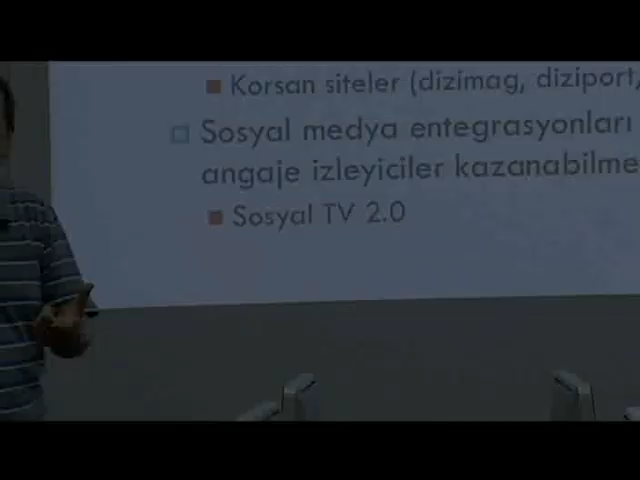 Korsan siteler (dizimag, diziport,
Sosyal medya entegrasyonları
angaje izleyiciler kazanabilme
Sosyal TV 2.0